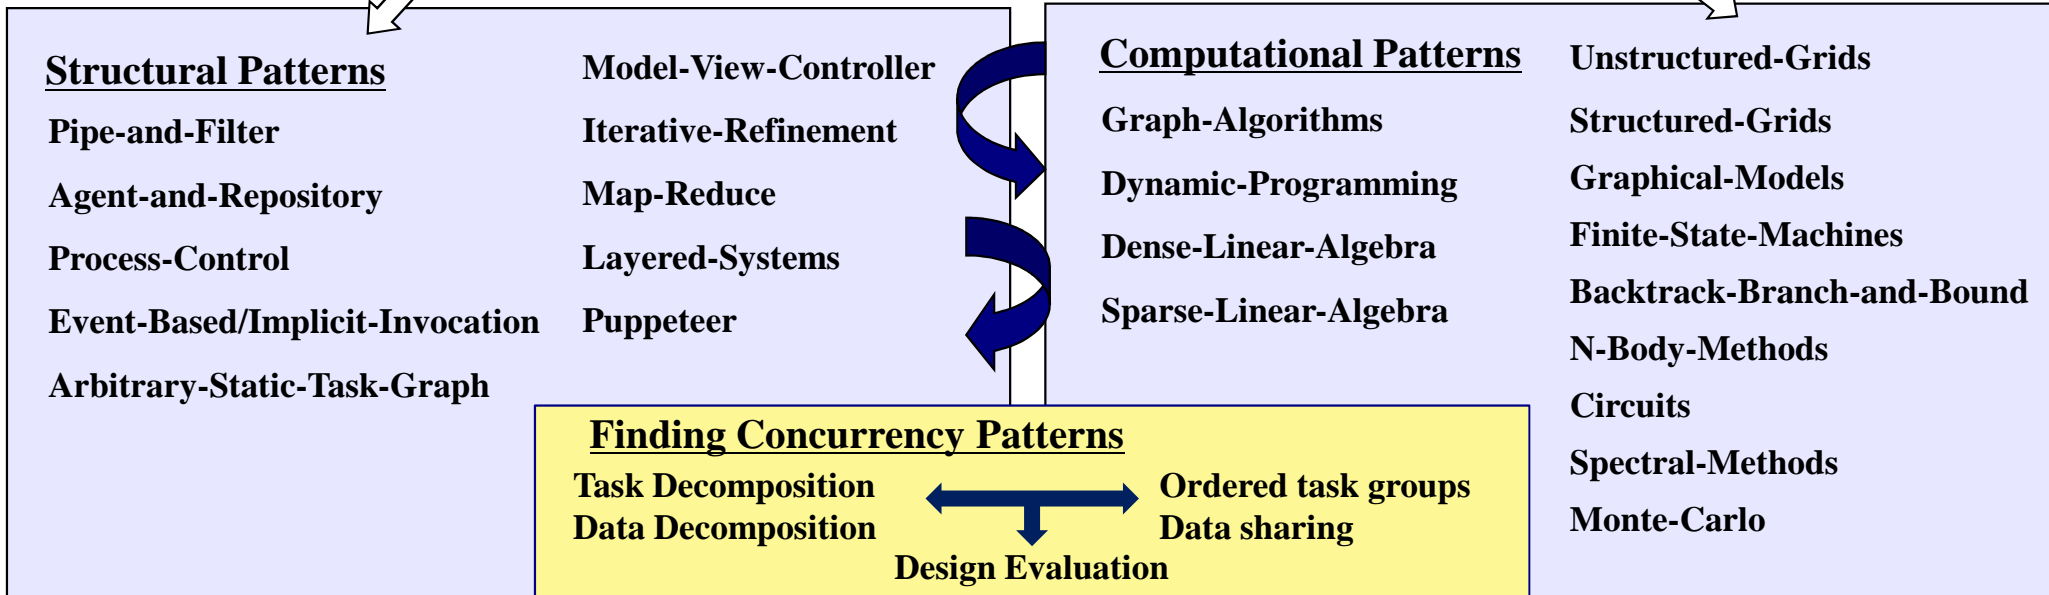 Structural Patterns
Pipe-and-Filter
Agent-and-Repository
Process-Control
Event-Based/Implicit-Invocation
Arbitrary-Static-Task-Graph
Model-View-Controller
Iterative-Refinement
Map-Reduce
Layered-Systems
Puppeteer
Computational Patterns
Graph-Algorithms
Dynamic-Programming
Dense-Linear-Algebra
Sparse-Linear-Algebra
Unstructured-Grids
Structured-Grids
Graphical-Models
Finite-State-Machines
Backtrack-Branch-and-Bound
N-Body-Methods
Circuits
Spectral-Methods
Monte-Carlo
Finding Concurrency Patterns
Task Decomposition
Data Decomposition
Ordered task groups
Data sharing
Design Evaluation